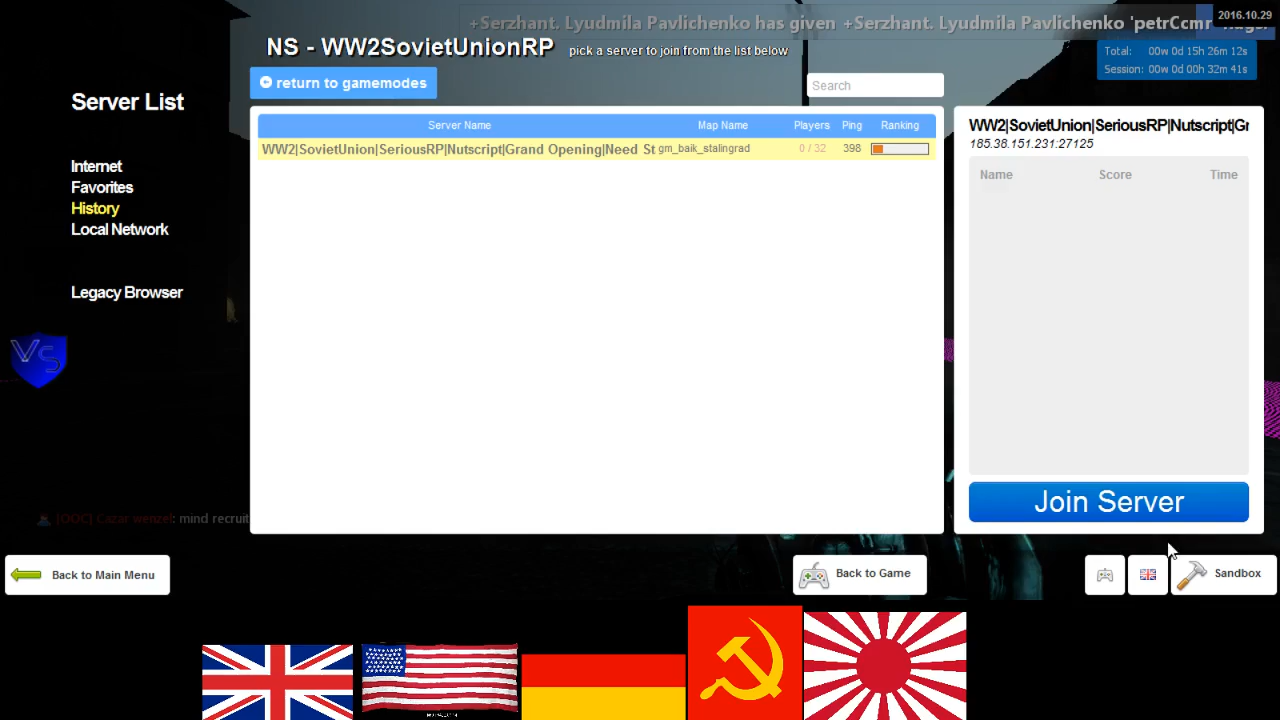 +Serzhant. Lyudmila Pavlichenko has given +Serzhant. Lyudmila Pavlichenko 'petrCcmr
2016.10.29
NS - WW2SovietUnionRP pick a server to join from the list below
Total: 00w 0d 15h 26m 12s
Session: 00w 0d 00h 32m 41s
return to gamemodes
Search
Server List
Internet
Favorites
History
Local Network
Legacy Browser
Server Name Map Name Players Ping Ranking
WW2|SovietUnion|SeriousRP|Nutscript|Grand Opening|Need St gm_baik_stalingrad 0 / 32 398
WW2|SovietUnion|SeriousRP|Nutscript|Gr
185.38.151.231:27125
Name Score Time
Join Server
VS
[OOC] Cazar wenzel: mind recruit
Back to Main Menu
Back to Game
Sandbox